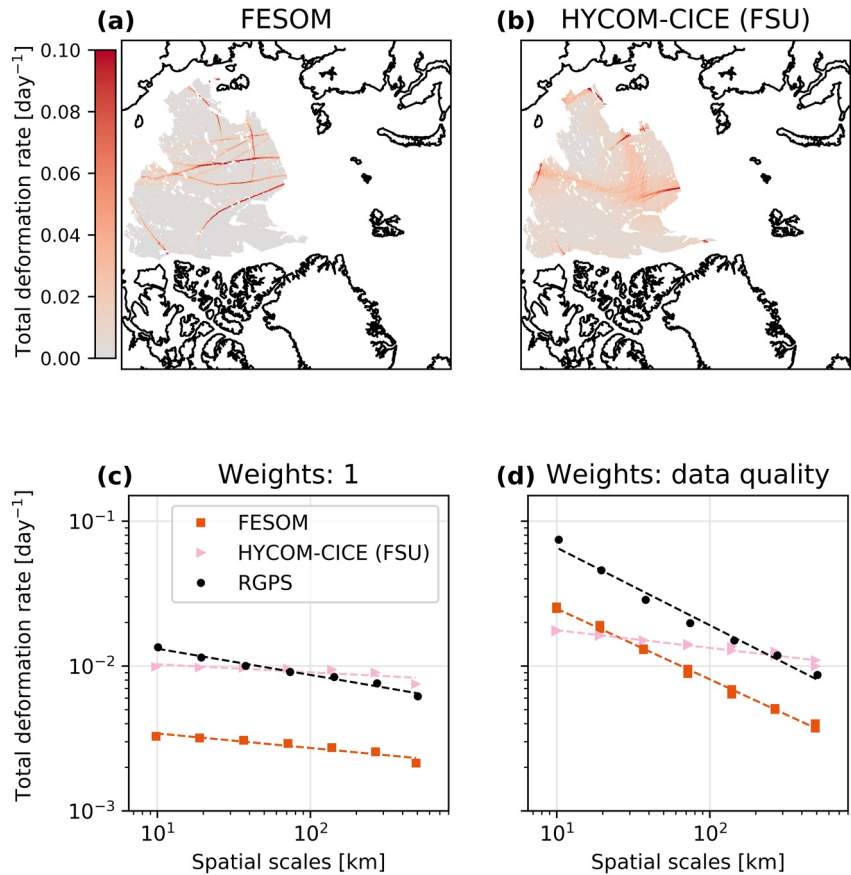 (a) FESOM
(b) HYCOM-CICE (FSU)
Total deformation rate [day⁻¹]
0.10
0.08
0.06
0.04
0.02
0.00
(c) Weights: 1
(d) Weights: data quality
Total deformation rate [day⁻¹]
10⁻¹
10⁻²
10⁻³
FESOM
HYCOM-CICE (FSU)
RGPS
10¹ 10²
Spatial scales [km]
10¹ 10²
Spatial scales [km]